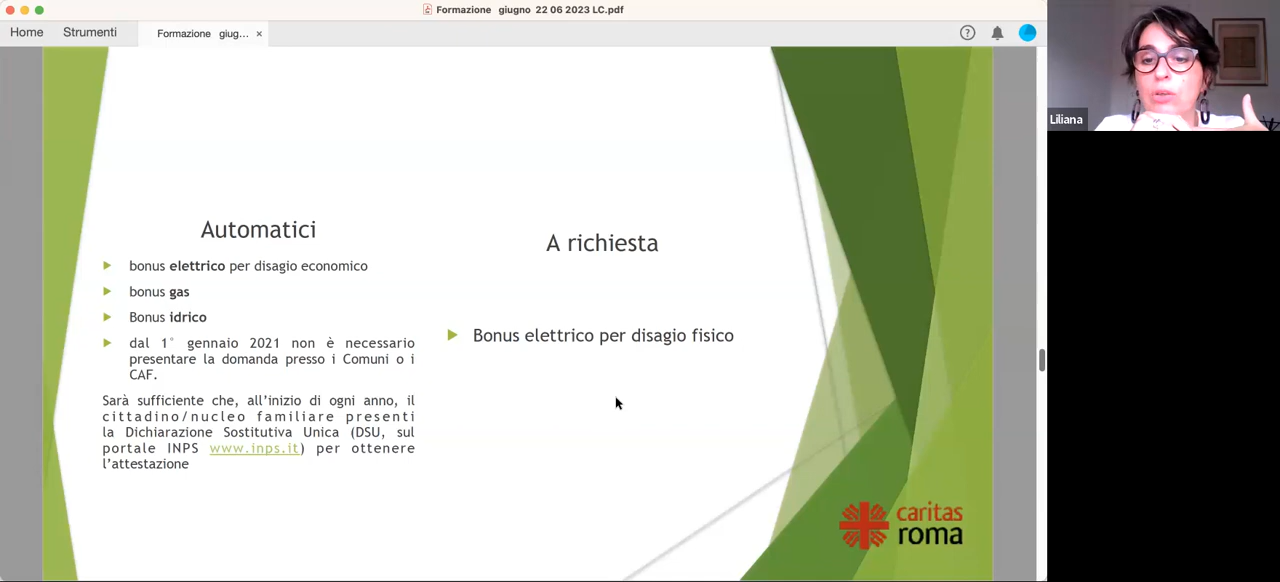 Formazione giugno 22 06 2023 LC.pdf
Home Strumenti Formazione giug... ×
Liliana
Automatici
bonus elettrico per disagio economico
bonus gas
Bonus idrico
dal 1° gennaio 2021 non è necessario
presentare la domanda presso i Comuni o i
CAF.
Sarà sufficiente che, all'inizio di ogni anno, il
cittadino/nucleo familiare presenti
la Dichiarazione Sostitutiva Unica (DSU, sul
portale INPS www.inps.it) per ottenere
l'attestazione
A richiesta
Bonus elettrico per disagio fisico
caritas
roma